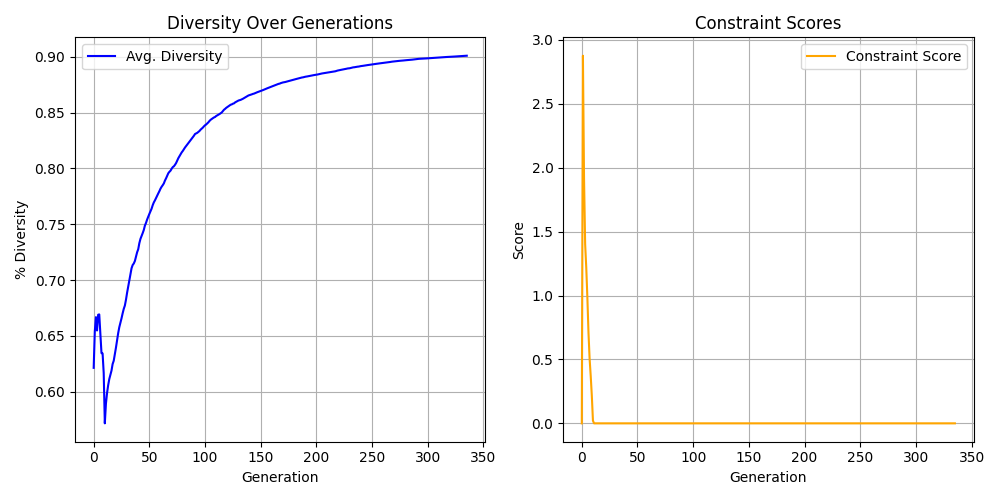 Diversity Over Generations
Avg. Diversity
% Diversity
0.90
0.85
0.80
0.75
0.70
0.65
0.60
0 50 100 150 200 250 300 350
Generation
Constraint Scores
Constraint Score
Score
3.0
2.5
2.0
1.5
1.0
0.5
0.0
0 50 100 150 200 250 300 350
Generation